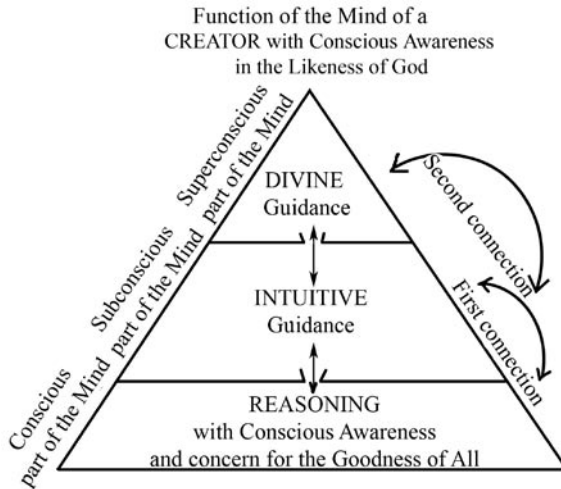 Function of the Mind of a
CREATOR with Conscious Awareness
in the Likeness of God
Superconscious
part of the Mind
DIVINE
Guidance
Second connection
Subconscious
part of the Mind
INTUITIVE
Guidance
First connection
Conscious
part of the Mind
REASONING
with Conscious Awareness
and concern for the Goodness of All